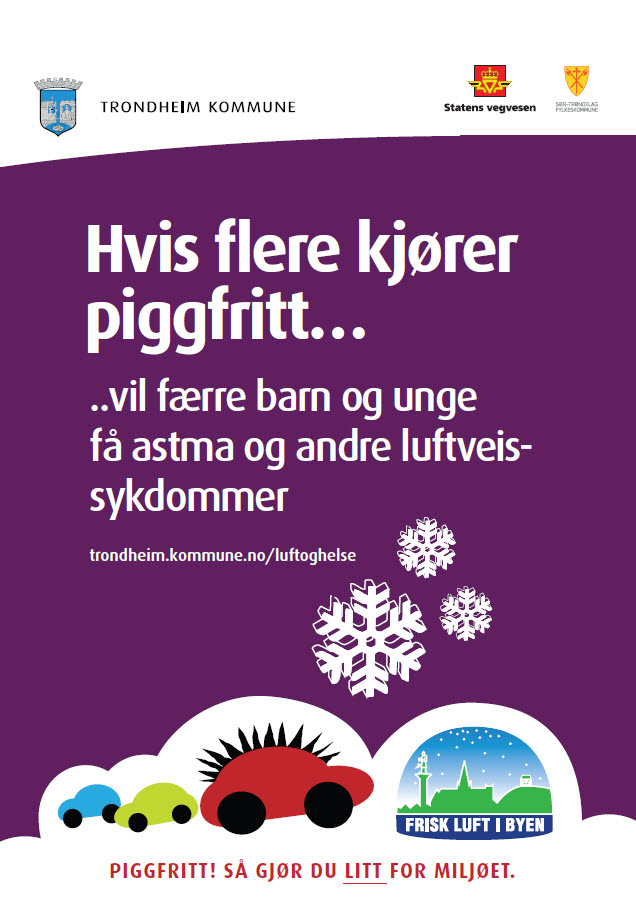 TRONDHEIM KOMMUNE
Statens vegvesen
SØR-TRØNDELAG
FYLKESKOMMUNE
Hvis flere kjører
piggfritt...
..vil færre barn og unge
få astma og andre luftveis-
sykdommer
trondheim.kommune.no/luftoghelse
FRISK LUFT I BYEN
PIGGFRITT! SÅ GJØR DU LITT FOR MILJØET.